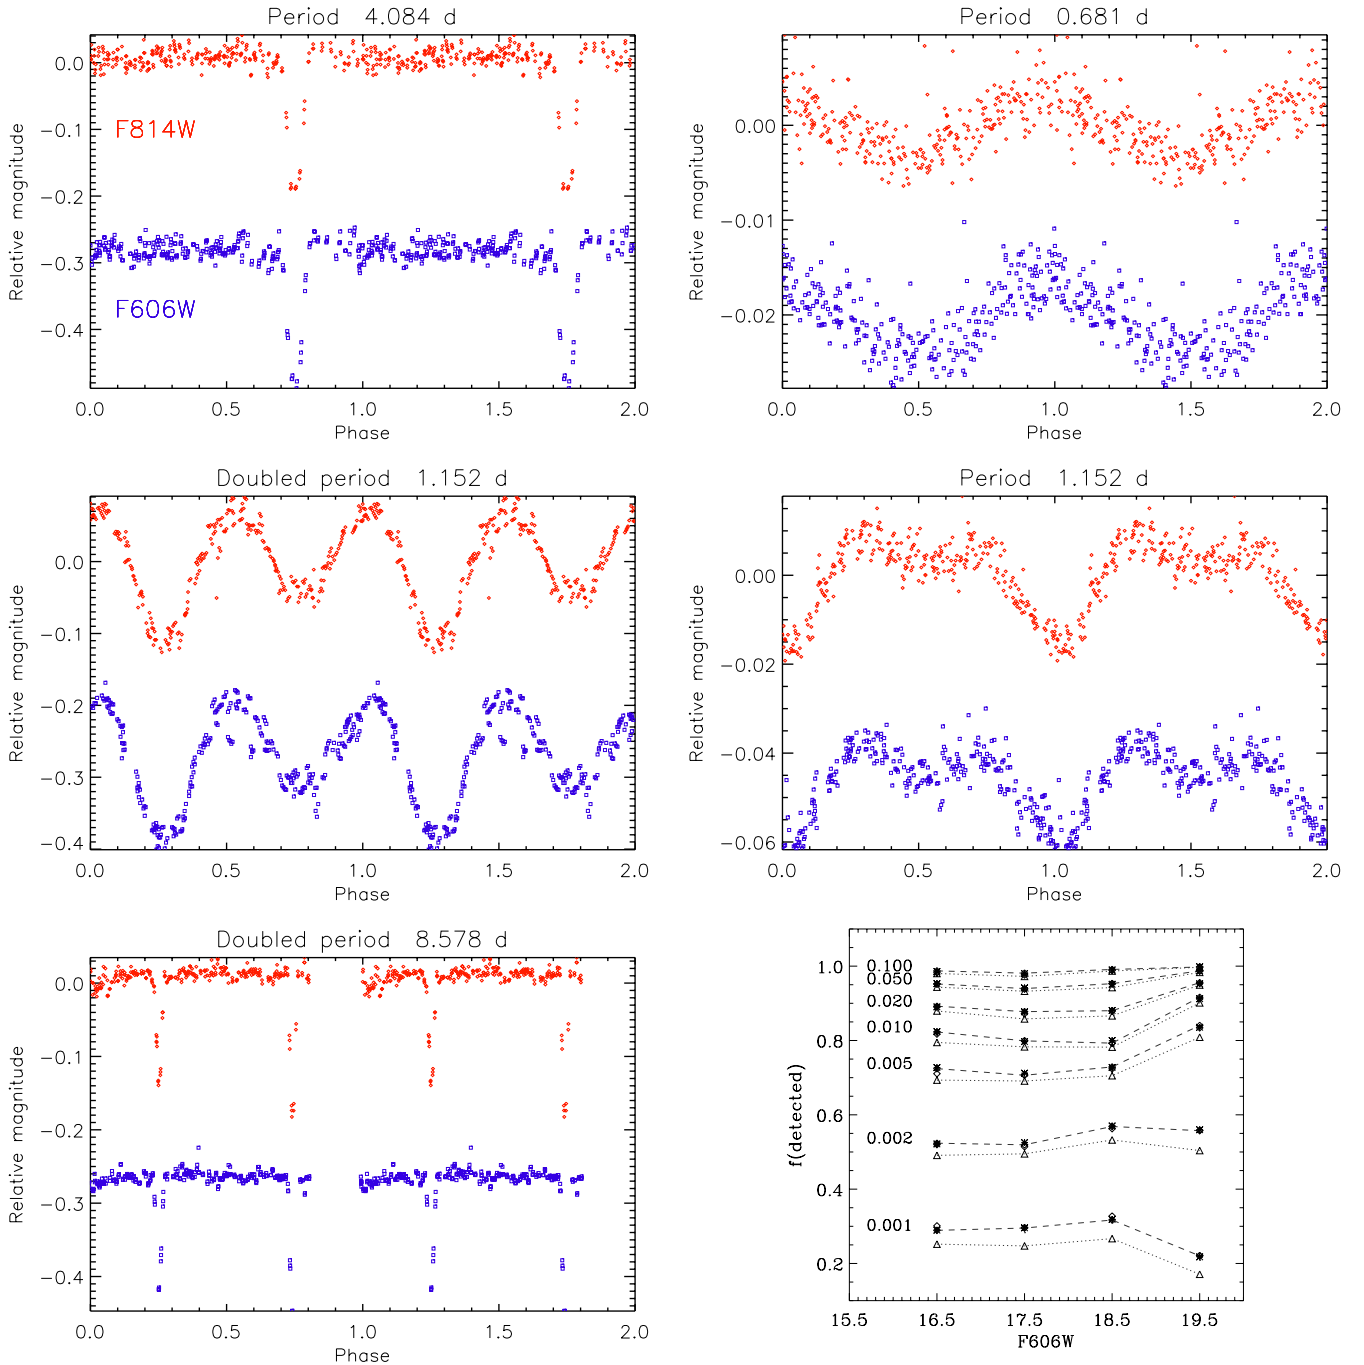 Period 4.084 d
Relative magnitude
0.0
−0.1
−0.2
−0.3
−0.4
F814W
F606W
0.0 0.5 1.0 1.5 2.0
Phase
Period 0.681 d
Relative magnitude
0.00
−0.01
−0.02
0.0 0.5 1.0 1.5 2.0
Phase
Doubled period 1.152 d
Relative magnitude
0.0
−0.1
−0.2
−0.3
−0.4
0.0 0.5 1.0 1.5 2.0
Phase
Period 1.152 d
Relative magnitude
0.00
−0.02
−0.04
−0.06
0.0 0.5 1.0 1.5 2.0
Phase
Doubled period 8.578 d
Relative magnitude
0.0
−0.1
−0.2
−0.3
−0.4
0.0 0.5 1.0 1.5 2.0
Phase
f(detected)
1.0
0.8
0.6
0.4
0.2
0.100
0.050
0.020
0.010
0.005
0.002
0.001
15.5 16.5 17.5 18.5 19.5
F606W